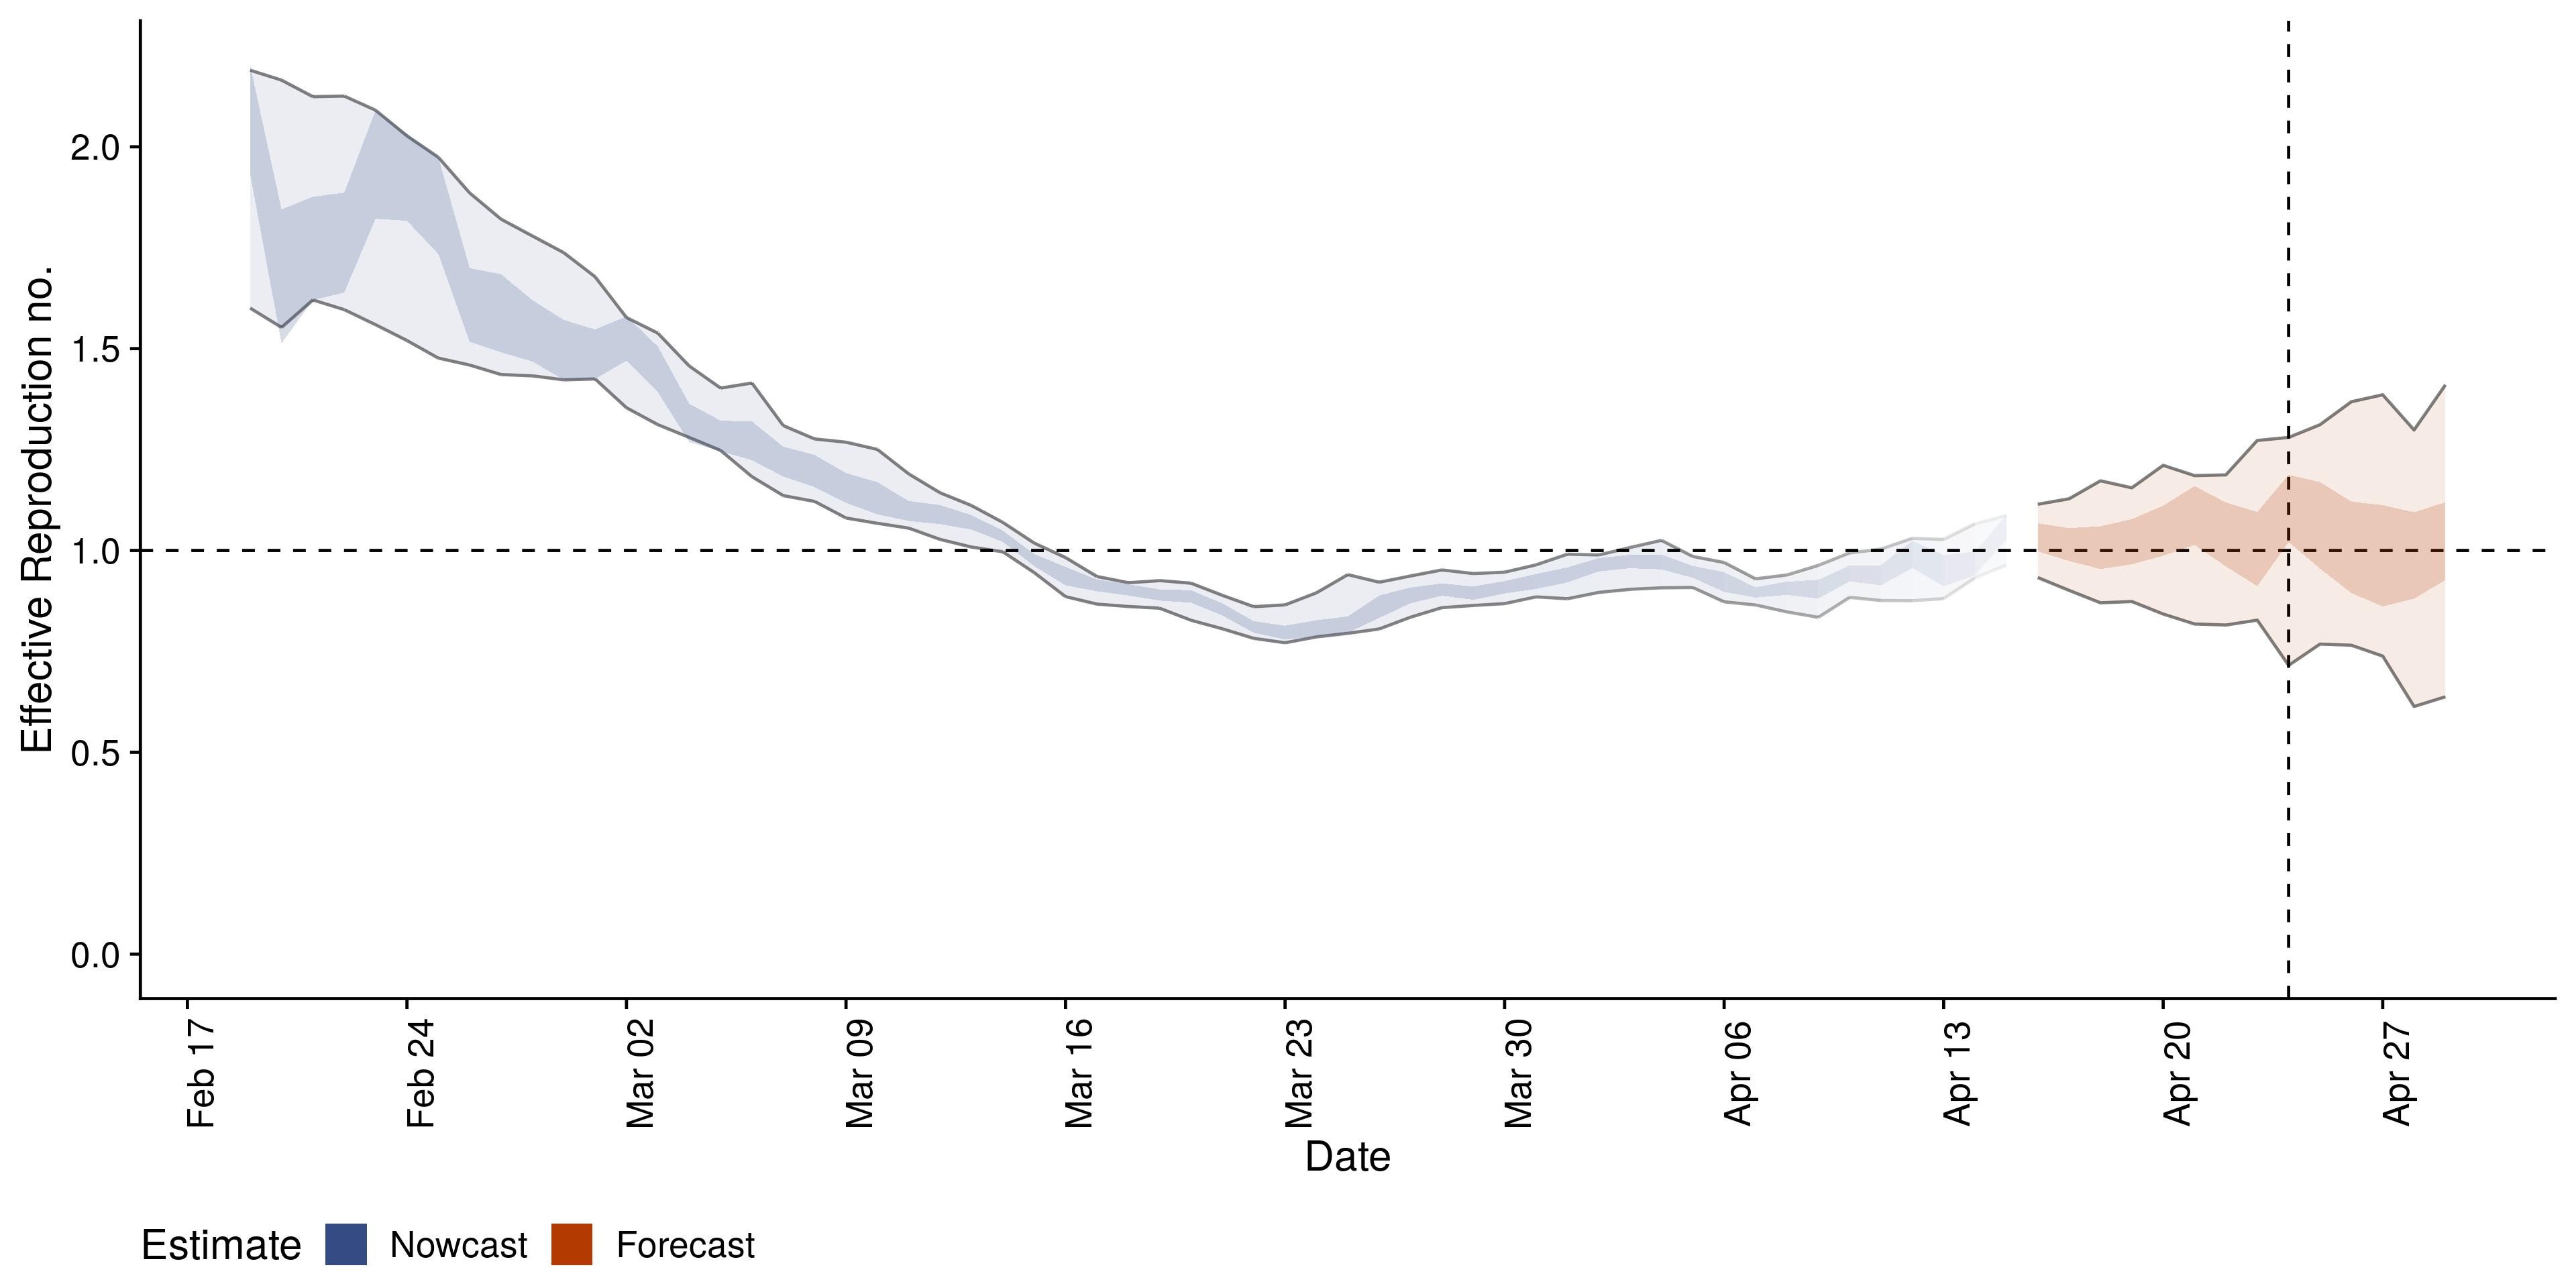 Effective Reproduction no.
2.0
1.5
1.0
0.5
0.0
Feb 17
Feb 24
Mar 02
Mar 09
Mar 16
Mar 23
Mar 30
Apr 06
Apr 13
Apr 20
Apr 27
Date
Estimate Nowcast Forecast